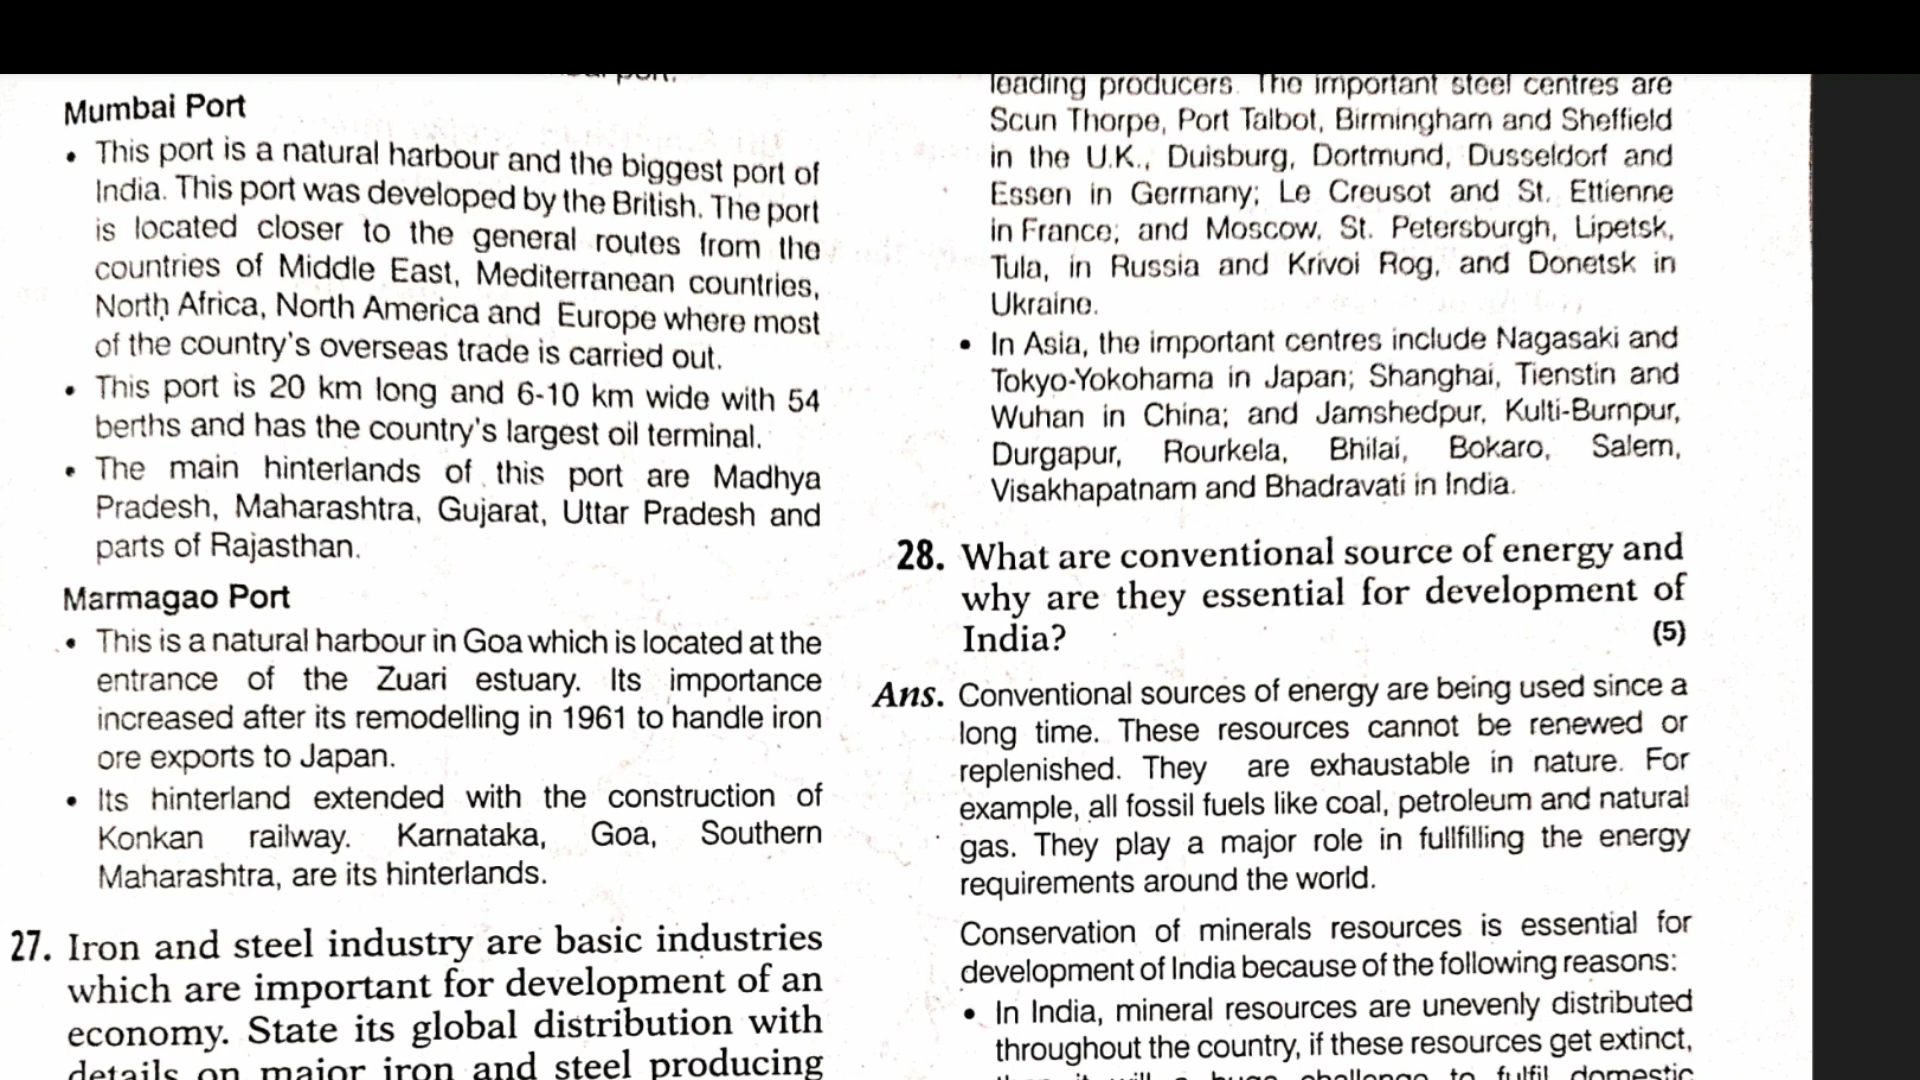 port.
Mumbai Port
• This port is a natural harbour and the biggest port of
India. This port was developed by the British. The port
is located closer to the general routes from the
countries of Middle East, Mediterranean countries,
North Africa, North America and Europe where most
of the country's overseas trade is carried out.
• This port is 20 km long and 6-10 km wide with 54
berths and has the country's largest oil terminal.
• The main hinterlands of this port are Madhya
Pradesh, Maharashtra, Gujarat, Uttar Pradesh and
parts of Rajasthan.
Marmagao Port
• This is a natural harbour in Goa which is located at the
entrance of the Zuari estuary. Its importance
increased after its remodelling in 1961 to handle iron
ore exports to Japan.
• Its hinterland extended with the construction of
Konkan railway. Karnataka, Goa, Southern
Maharashtra, are its hinterlands.
27. Iron and steel industry are basic industries
which are important for development of an
economy. State its global distribution with
details on major iron and steel producing
leading producers. The important steel centres are
Scun Thorpe, Port Talbot, Birmingham and Sheffield
in the U.K., Duisburg, Dortmund, Dusseldorf and
Essen in Germany; Le Creusot and St. Ettienne
in France; and Moscow, St. Petersburgh, Lipetsk,
Tula, in Russia and Krivoi Rog, and Donetsk in
Ukraine.
• In Asia, the important centres include Nagasaki and
Tokyo-Yokohama in Japan; Shanghai, Tienstin and
Wuhan in China; and Jamshedpur, Kulti-Burnpur,
Durgapur, Rourkela, Bhilai, Bokaro, Salem,
Visakhapatnam and Bhadravati in India.
28. What are conventional source of energy and
why are they essential for development of
India? (5)
Ans. Conventional sources of energy are being used since a
long time. These resources cannot be renewed or
replenished. They are exhaustable in nature. For
example, all fossil fuels like coal, petroleum and natural
gas. They play a major role in fullfilling the energy
requirements around the world.
Conservation of minerals resources is essential for
development of India because of the following reasons:
• In India, mineral resources are unevenly distributed
throughout the country, if these resources get extinct,
huge challenge to fulfil domestic